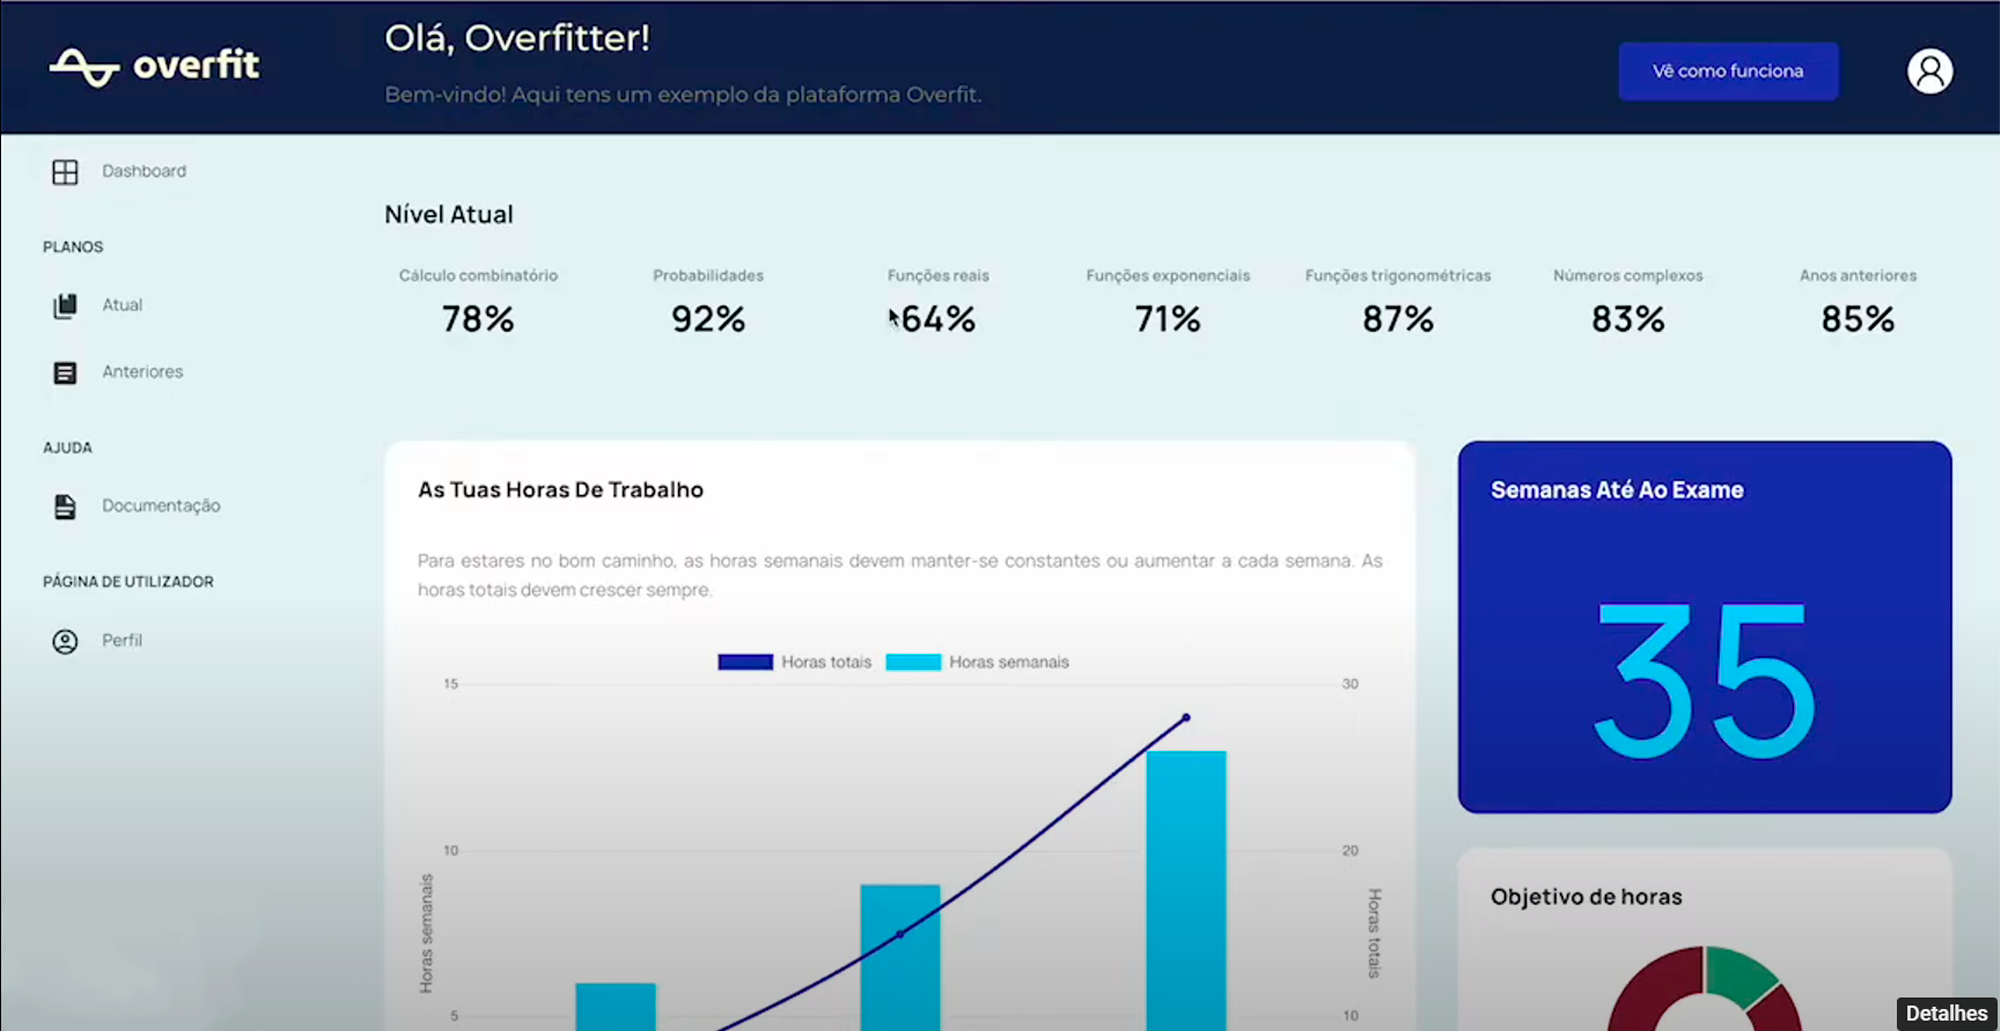 overfit
Olá, Overfitter!
Bem-vindo! Aqui tens um exemplo da plataforma Overfit.
Vê como funciona
Dashboard
PLANOS
Atual
Anteriores
AJUDA
Documentação
PÁGINA DE UTILIZADOR
Perfil
Nível Atual
Cálculo combinatório
78%
Probabilidades
92%
Funções reais
64%
Funções exponenciais
71%
Funções trigonométricas
87%
Números complexos
83%
Anos anteriores
85%
As Tuas Horas De Trabalho
Para estares no bom caminho, as horas semanais devem manter-se constantes ou aumentar a cada semana. As
horas totais devem crescer sempre.
Horas totais
Horas semanais
15
10
5
Horas semanais
30
20
10
Horas totais
Semanas Até Ao Exame
35
Objetivo de horas
Detalhes